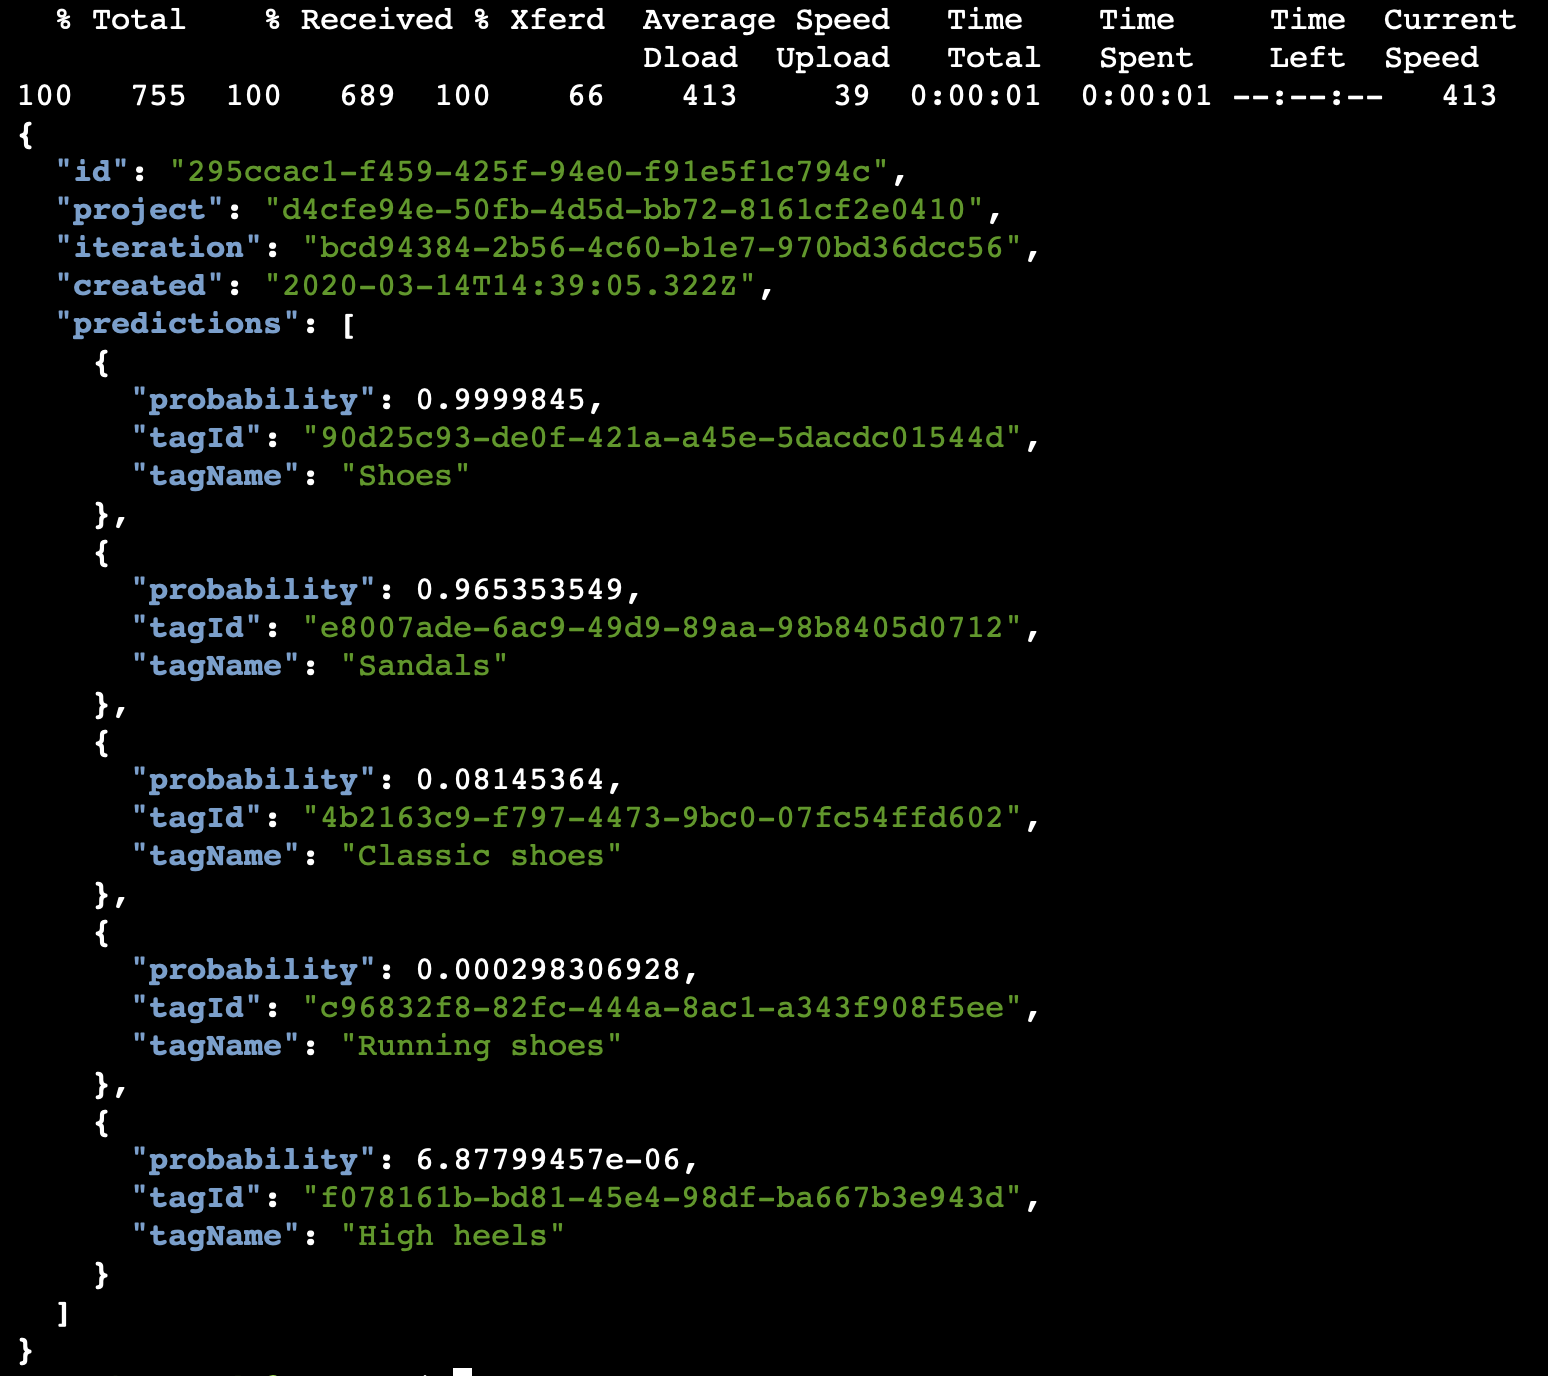 % Total % Received % Xferd Average Speed Time Time Time Current
Dload Upload Total Spent Left Speed
100 755 100 689 100 66 413 39 0:00:01 0:00:01 --:--:-- 413
{
"id": "295ccac1-f459-425f-94e0-f91e5f1c794c",
"project": "d4cfe94e-50fb-4d5d-bb72-8161cf2e0410",
"iteration": "bcd94384-2b56-4c60-b1e7-970bd36dcc56",
"created": "2020-03-14T14:39:05.322Z",
"predictions": [
{
"probability": 0.9999845,
"tagId": "90d25c93-de0f-421a-a45e-5dacdc01544d",
"tagName": "Shoes"
},
{
"probability": 0.965353549,
"tagId": "e8007ade-6ac9-49d9-89aa-98b8405d0712",
"tagName": "Sandals"
},
{
"probability": 0.08145364,
"tagId": "4b2163c9-f797-4473-9bc0-07fc54ffd602",
"tagName": "Classic shoes"
},
{
"probability": 0.000298306928,
"tagId": "c96832f8-82fc-444a-8ac1-a343f908f5ee",
"tagName": "Running shoes"
},
{
"probability": 6.87799457e-06,
"tagId": "f078161b-bd81-45e4-98df-ba667b3e943d",
"tagName": "High heels"
}
]
}